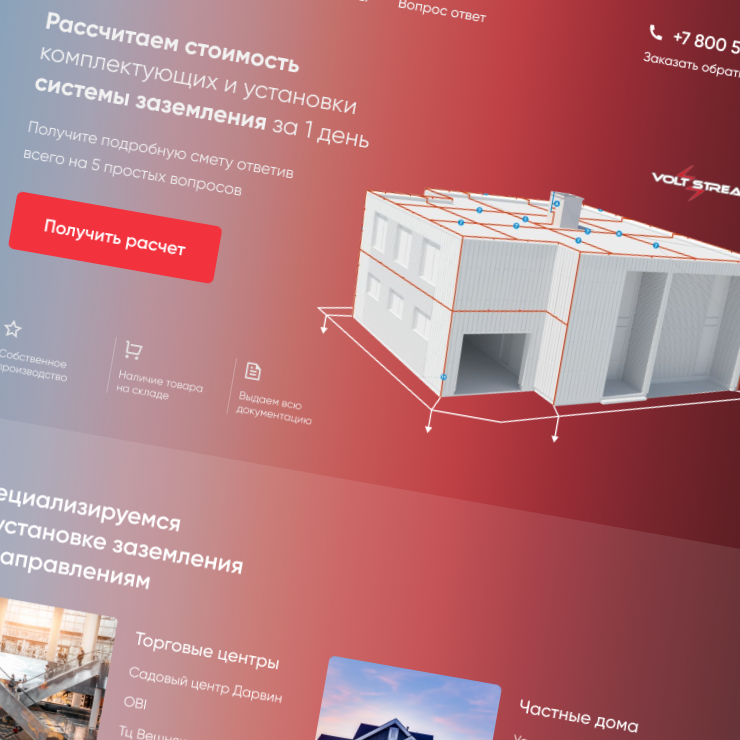 Вопрос ответ
+7 800 5
Заказать обрат
Рассчитаем стоимость
комплектующих и установки
системы заземления за 1 день
Получите подробную смету ответив
всего на 5 простых вопросов
Получить расчет
VOLT STREA
Собственное
производство
Наличие товара
на складе
Выдаем всю
документацию
ециализируемся
установке заземления
аправлениям
Торговые центры
Садовый центр Дарвин
OBI
Тц Вешня
Частные дома